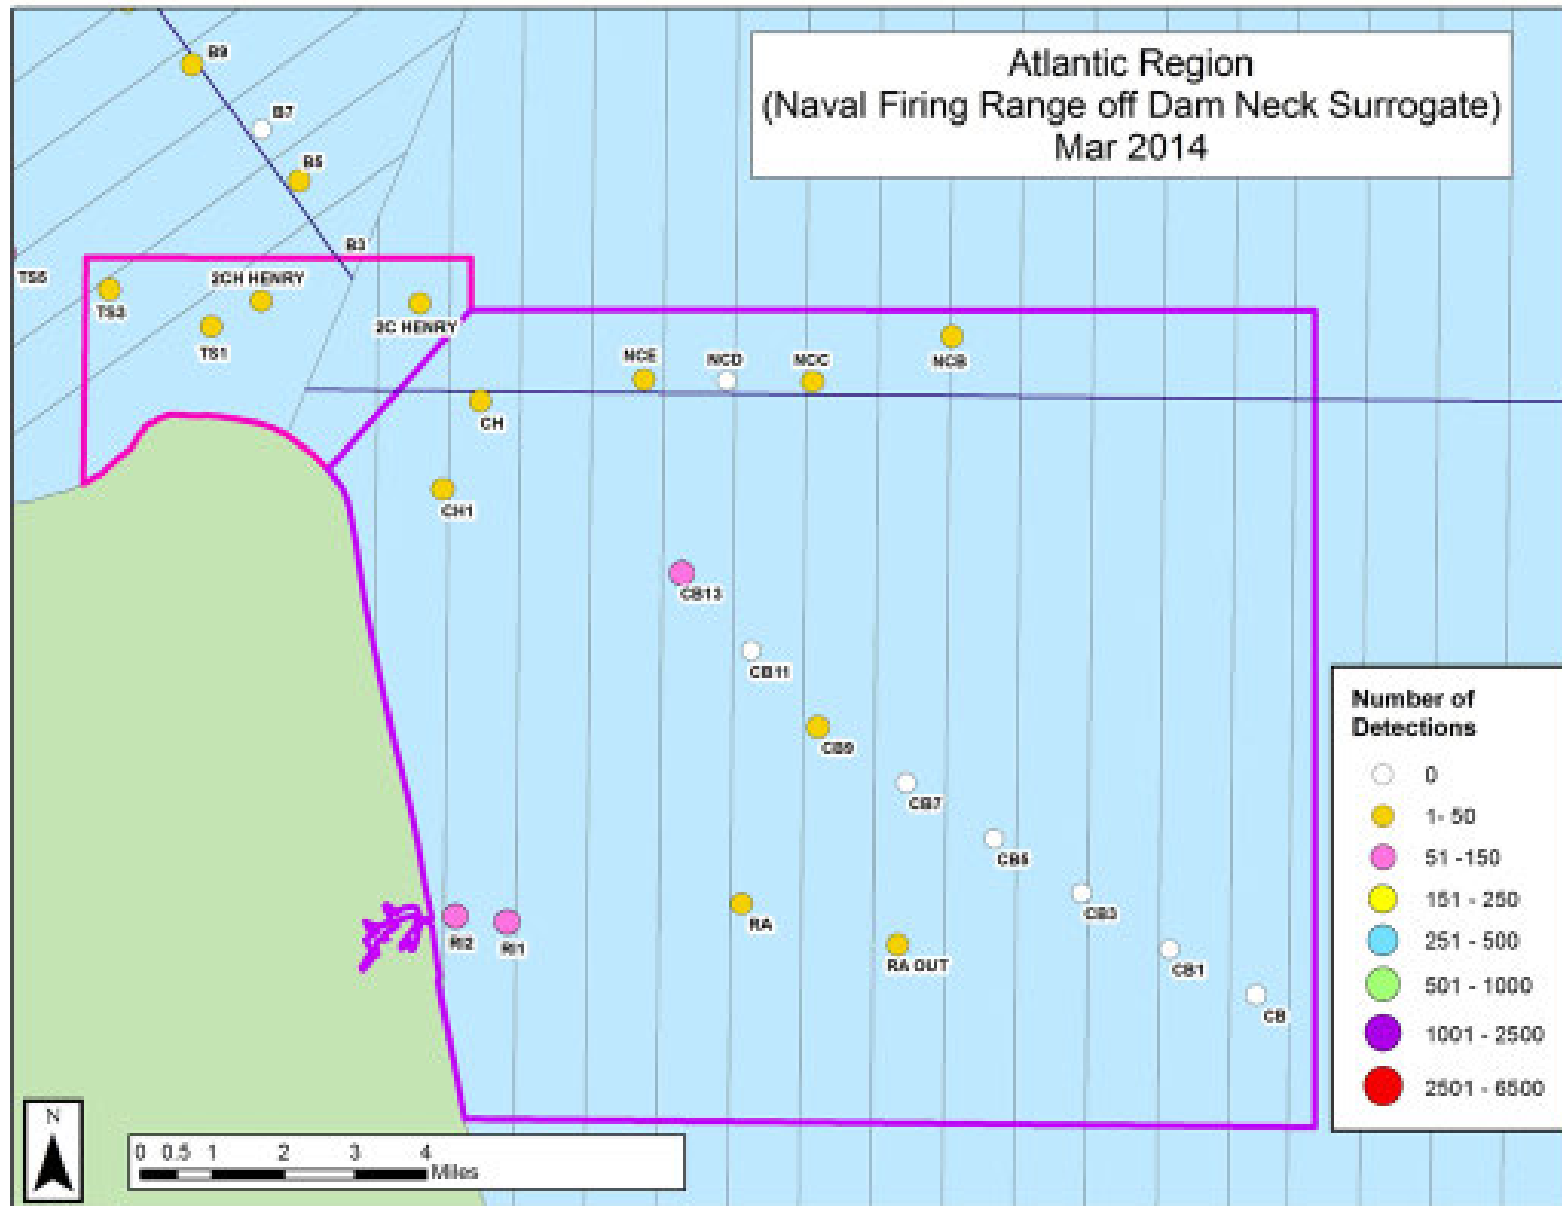 Atlantic Region
(Naval Firing Range off Dam Neck Surrogate)
Mar 2014
B9
B7
B5
B3
TS5
2CH HENRY
TS3
2C HENRY
TS1
NCE
NCD
NCC
NCB
CH
CH1
CB13
CB11
CB9
CB7
CB5
CB3
RI2
RI1
RA
RA OUT
CB1
CB
Number of
Detections
0
1- 50
51 -150
151 - 250
251 - 500
501 - 1000
1001 - 2500
2501 - 6500
N
0 0.5 1 2 3 4
Miles